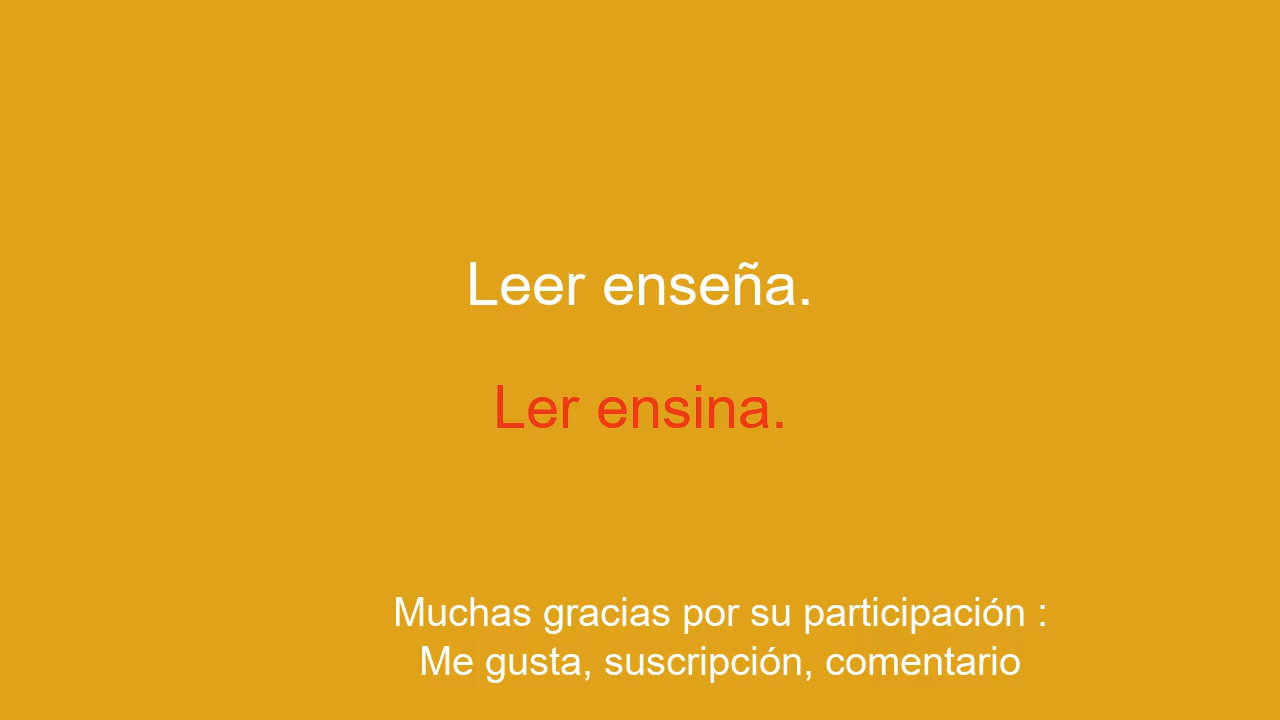 Leer enseña.
Ler ensina.
Muchas gracias por su participación :
Me gusta, suscripción, comentario